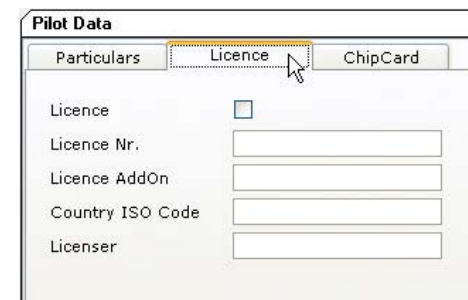 Pilot Data
Particulars Licence ChipCard
Licence
Licence Nr.
Licence AddOn
Country ISO Code
Licenser